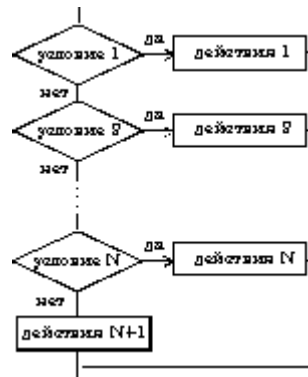 условие 1
да
действия 1
нет
условие 2
да
действия 2
нет
условие N
да
действия N
нет
действия N+1